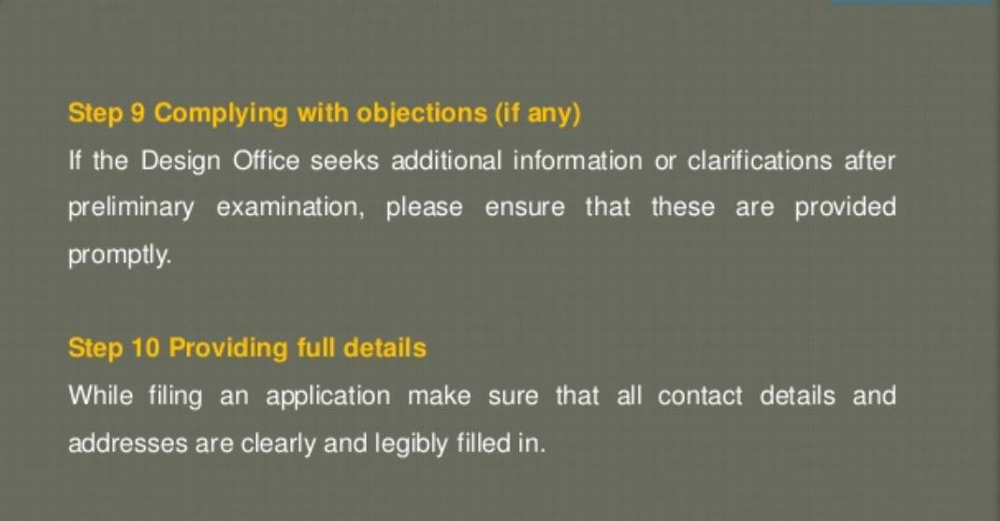 Step 9 Complying with objections (if any)
If the Design Office seeks additional information or clarifications after
preliminary examination, please ensure that these are provided
promptly.
Step 10 Providing full details
While filing an application make sure that all contact details and
addresses are clearly and legibly filled in.